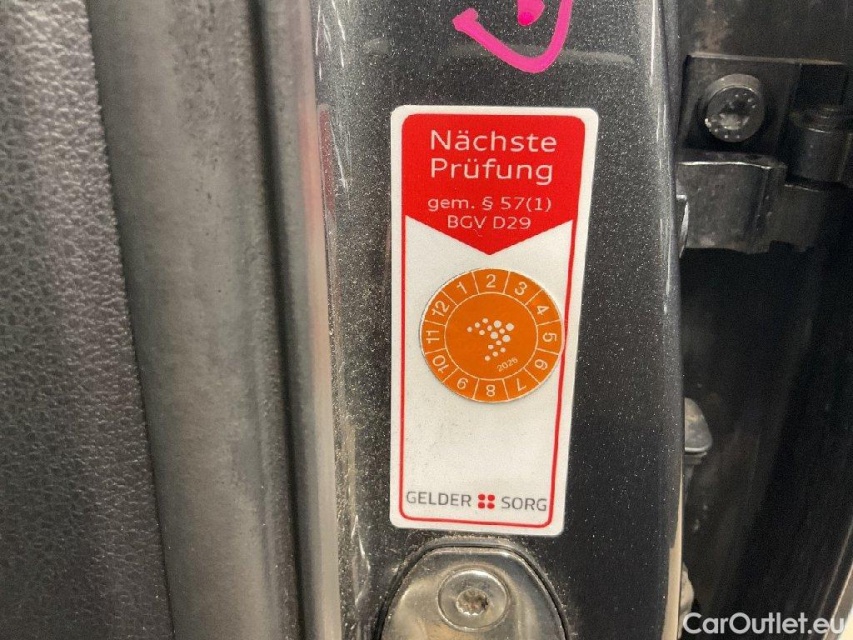 Nächste
Prüfung
gem. § 57(1)
BGV D29
1 2 3 4 5 6 7 8 9 10 11 12
2026
GELDER SORG
CarOutlet.eu